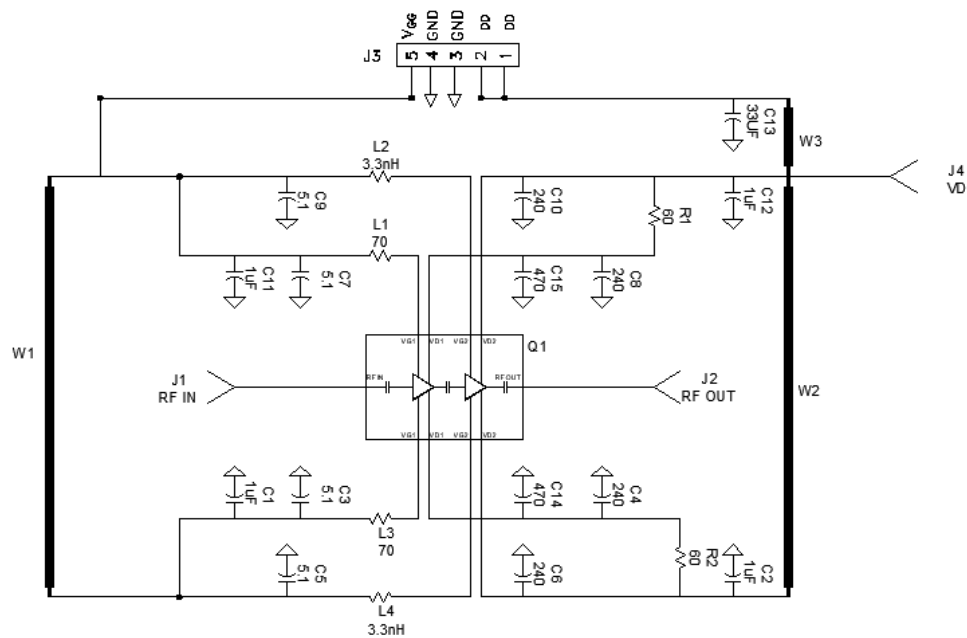 VGG
GND
GND
DD
DD
J3
5 4 3 2 1
C13
33UF
W3
L2
3.3nH
J4
VD
C9
5.1
C10
240
R1
60
C12
1uF
L1
70
C11
1uF
C7
5.1
C15
470
C8
240
VG1 VD1 VG2 VD2
Q1
W1
J1
RF IN
RFIN
RFOUT
J2
RF OUT
W2
VG1 VD1 VG2 VD2
C1
1uF
C3
5.1
C14
470
C4
240
L3
70
C5
5.1
C6
240
R2
60
C2
1uF
L4
3.3nH